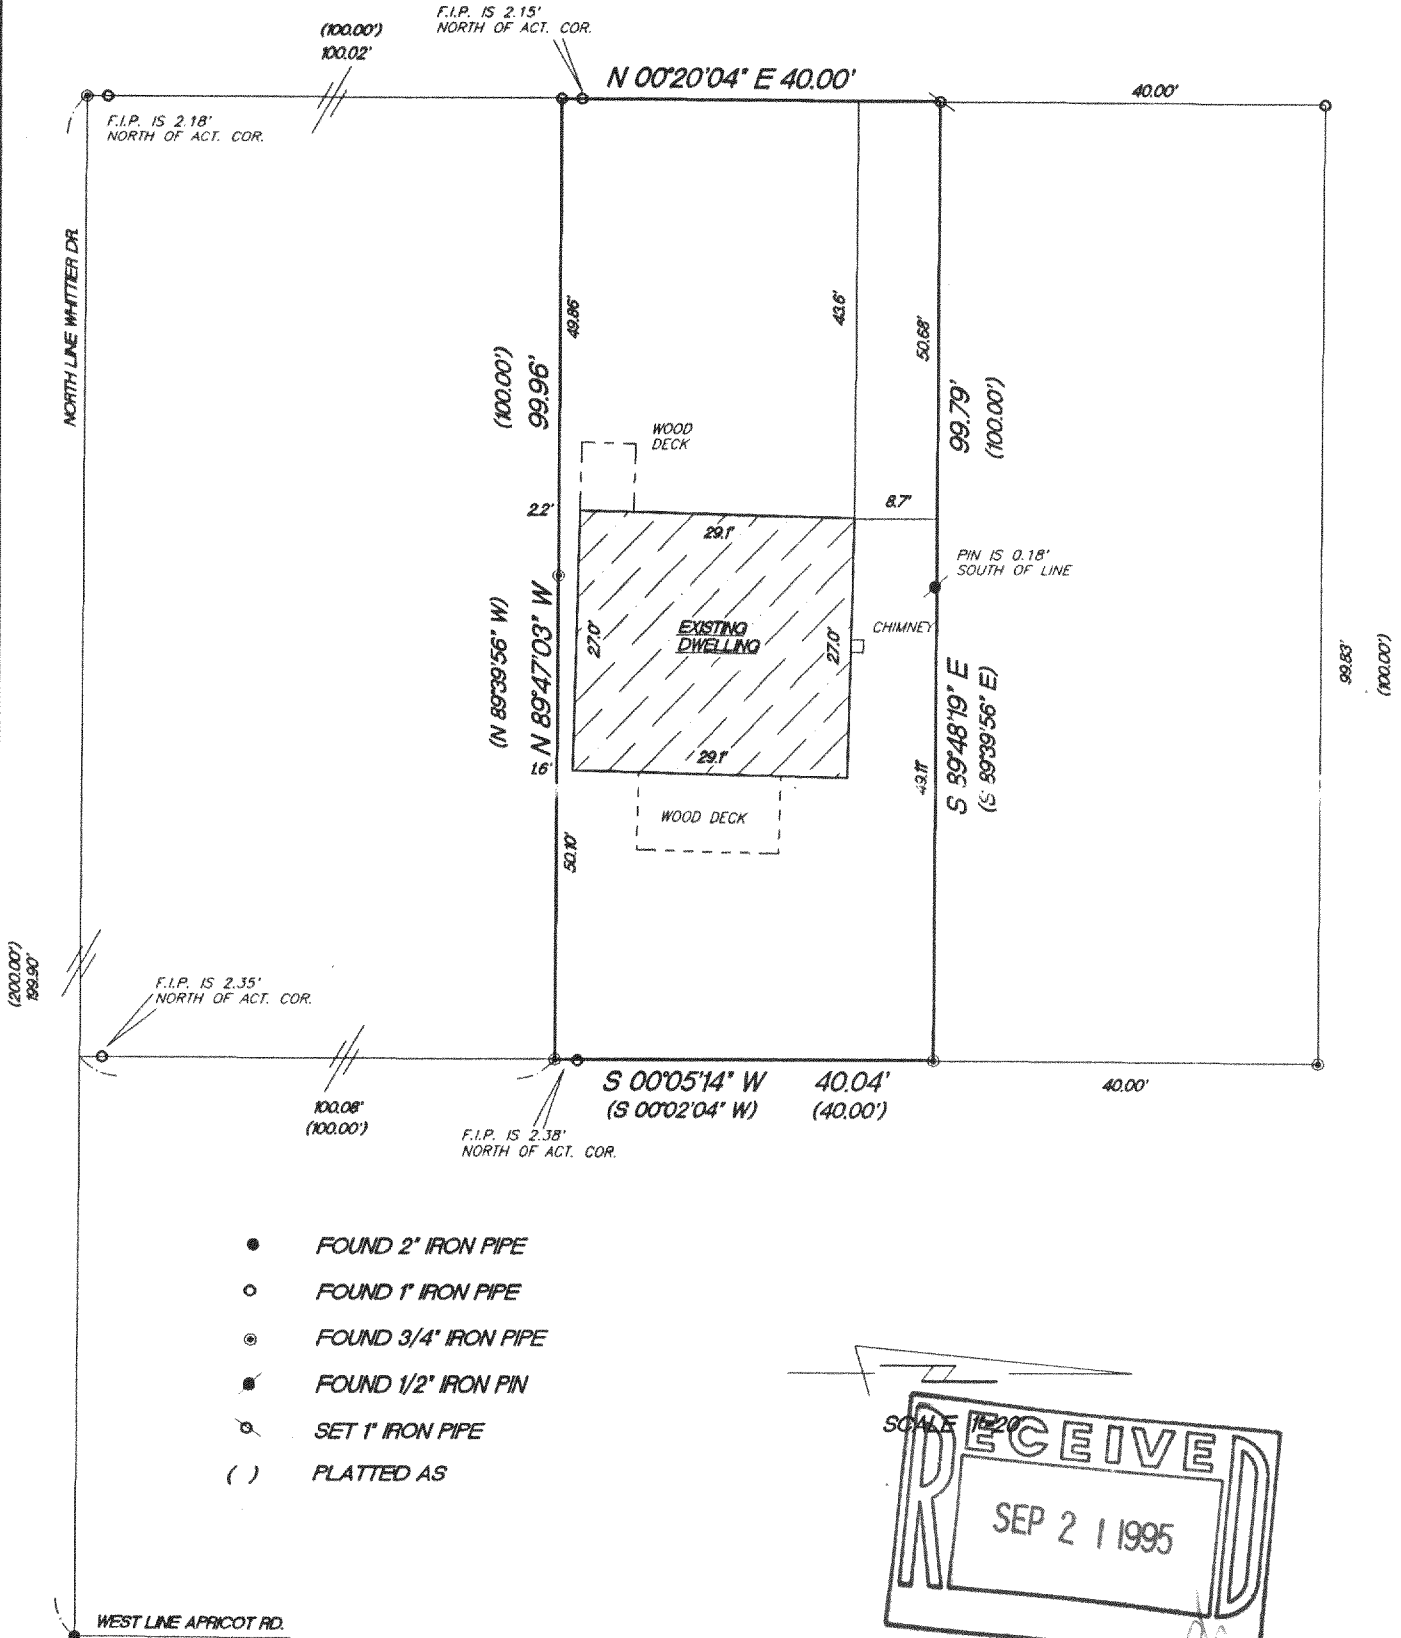 F.I.P. IS 2.15'
NORTH OF ACT. COR.
(100.00')
100.02'
N 00°20'04" E 40.00'
40.00'
F.I.P. IS 2.18'
NORTH OF ACT. COR.
NORTH LINE WHITTIER DR.
49.86'
43.6'
50.68'
(100.00')
99.96'
99.79'
(100.00')
WOOD
DECK
2.2'
8.7'
29.1'
PIN IS 0.18'
SOUTH OF LINE
EXISTING
DWELLING
27.0'
27.0'
CHIMNEY
(N 89°39'56" W)
N 89°47'03" W
S 89°48'19" E
(S 89°39'56" E)
99.83'
(100.00')
29.1'
1.6'
49.11'
WOOD DECK
50.10'
(200.00')
199.90'
F.I.P. IS 2.35'
NORTH OF ACT. COR.
S 00°05'14" W 40.04'
(S 00°02'04" W) (40.00')
40.00'
100.08'
(100.00')
F.I.P. IS 2.38'
NORTH OF ACT. COR.
FOUND 2" IRON PIPE
FOUND 1" IRON PIPE
FOUND 3/4" IRON PIPE
FOUND 1/2" IRON PIN
SET 1" IRON PIPE
( ) PLATTED AS
SCALE 1"=20'
RECEIVED
SEP 21 1995
WEST LINE APRICOT RD.